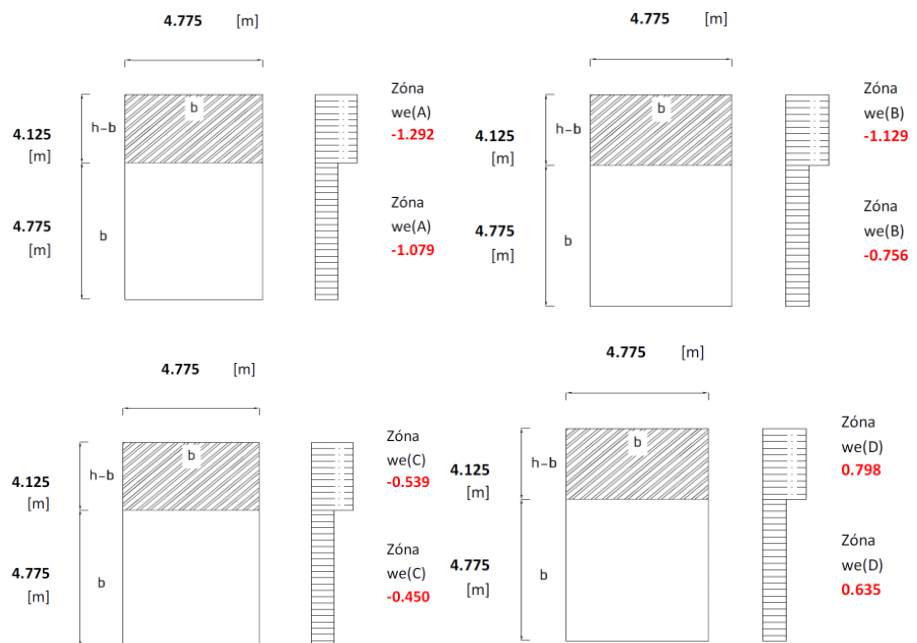 4.775 [m]
b
h-b
4.125
[m]
4.775
[m]
b
Zóna
we(A)
-1.292
Zóna
we(A)
-1.079
4.775 [m]
b
h-b
4.125
[m]
4.775
[m]
b
Zóna
we(B)
-1.129
Zóna
we(B)
-0.756
4.775 [m]
b
h-b
4.125
[m]
4.775
[m]
b
Zóna
we(C)
-0.539
Zóna
we(C)
-0.450
4.775 [m]
b
h-b
4.125
[m]
4.775
[m]
b
Zóna
we(D)
0.798
Zóna
we(D)
0.635